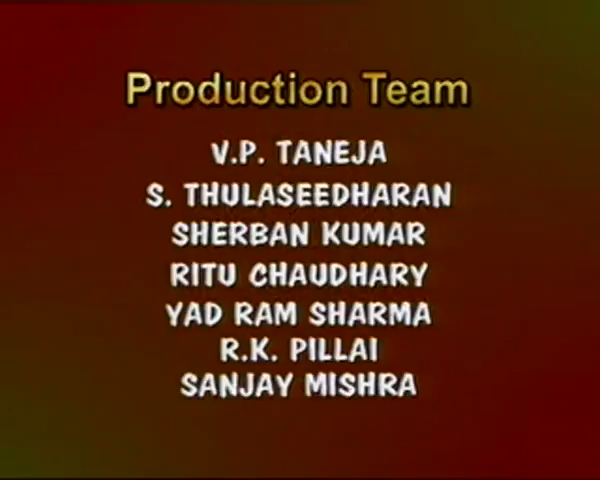 Production Team
V.P. TANEJA
S. THULASEEDHARAN
SHERBAN KUMAR
RITU CHAUDHARY
YAD RAM SHARMA
R.K. PILLAI
SANJAY MISHRA